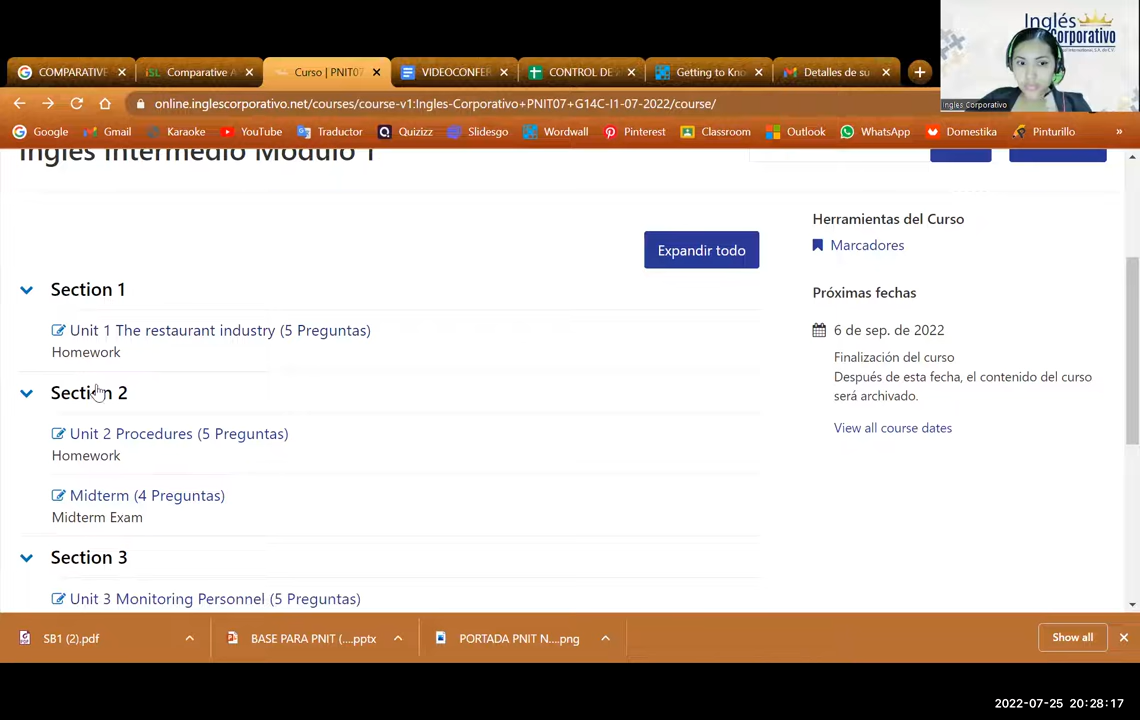 Inglés
Corporativo
Ingles Corporativo
COMPARATIVE
Comparative A
Curso | PNIT07
VIDEOCONFER
CONTROL DE
Getting to Kno
Detalles de su
online.inglescorporativo.net/courses/course-v1:Ingles-Corporativo+PNIT07+G14C-I1-07-2022/course/
Google
Gmail
Karaoke
YouTube
Traductor
Quizizz
Slidesgo
Wordwall
Pinterest
Classroom
Outlook
WhatsApp
Domestika
Pinturillo
»
Inglés Intermedio Módulo 1
Expandir todo
Section 1
Unit 1 The restaurant industry (5 Preguntas)
Homework
Section 2
Unit 2 Procedures (5 Preguntas)
Homework
Midterm (4 Preguntas)
Midterm Exam
Section 3
Unit 3 Monitoring Personnel (5 Preguntas)
Herramientas del Curso
Marcadores
Próximas fechas
6 de sep. de 2022
Finalización del curso
Después de esta fecha, el contenido del curso
será archivado.
View all course dates
SB1 (2).pdf
BASE PARA PNIT (....pptx
PORTADA PNIT N....png
Show all
2022-07-25 20:28:17